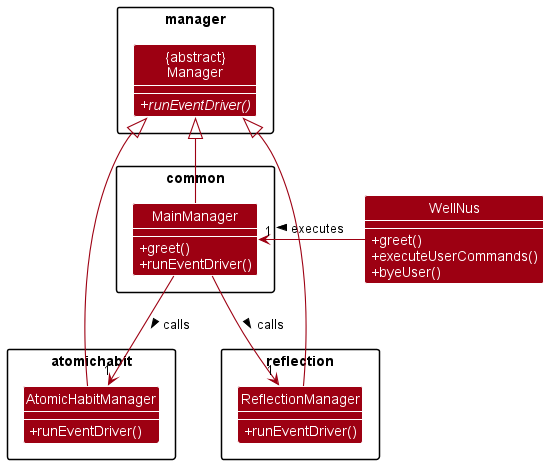 manager
{abstract}
Manager
+runEventDriver()
common
MainManager
+greet()
+runEventDriver()
1
◄ executes
WellNus
+greet()
+executeUserCommands()
+byeUser()
calls
calls
atomichabit
1
AtomicHabitManager
+runEventDriver()
reflection
1
ReflectionManager
+runEventDriver()